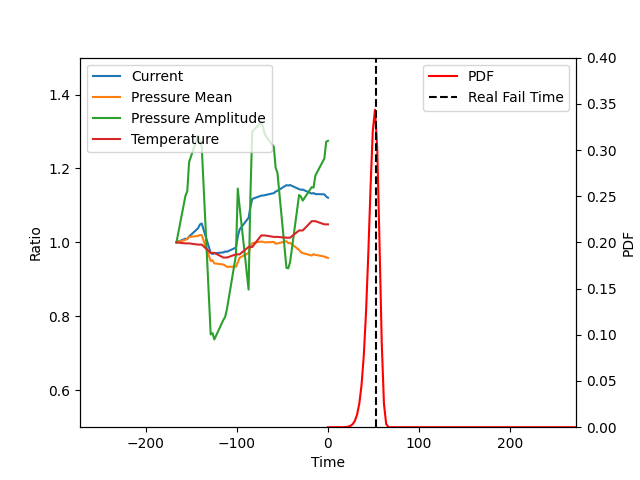 Current
Pressure Mean
Pressure Amplitude
Temperature
PDF
Real Fail Time
1.4
1.2
1.0
0.8
0.6
Ratio
0.40
0.35
0.30
0.25
0.20
0.15
0.10
0.05
0.00
PDF
−200 −100 0 100 200
Time